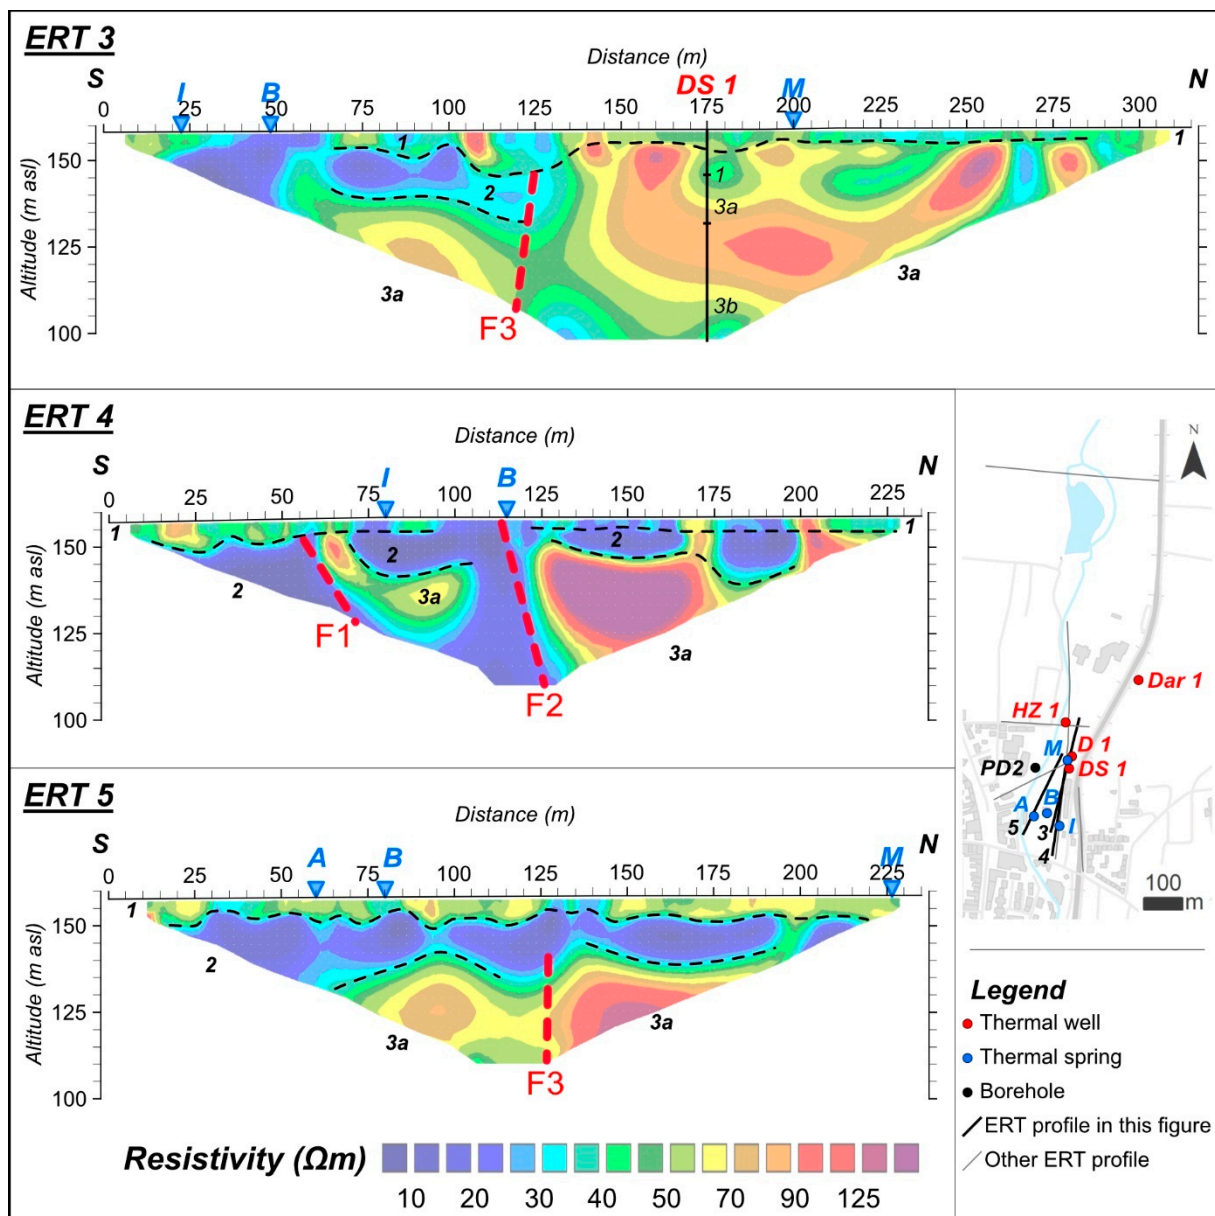 ERT 3
Distance (m)
S
I
B
DS 1
M
N
0 25 50 75 100 125 150 175 200 225 250 275 300
Altitude (m asl)
150
125
100
1
2
1
1
3a
3b
3a
3a
F3
ERT 4
Distance (m)
S
I
B
N
0 25 50 75 100 125 150 175 200 225
Altitude (m asl)
150
125
100
1
2
2
2
1
3a
3a
F1
F2
ERT 5
Distance (m)
S
A
B
M
N
0 25 50 75 100 125 150 175 200 225
Altitude (m asl)
150
125
100
1
2
3a
3a
F3
Resistivity (Ωm)
10 20 30 40 50 70 90 125
N
Dar 1
HZ 1
M
D 1
PD2
DS 1
A
B
5
3
I
4
100
m
Legend
Thermal well
Thermal spring
Borehole
ERT profile in this figure
Other ERT profile